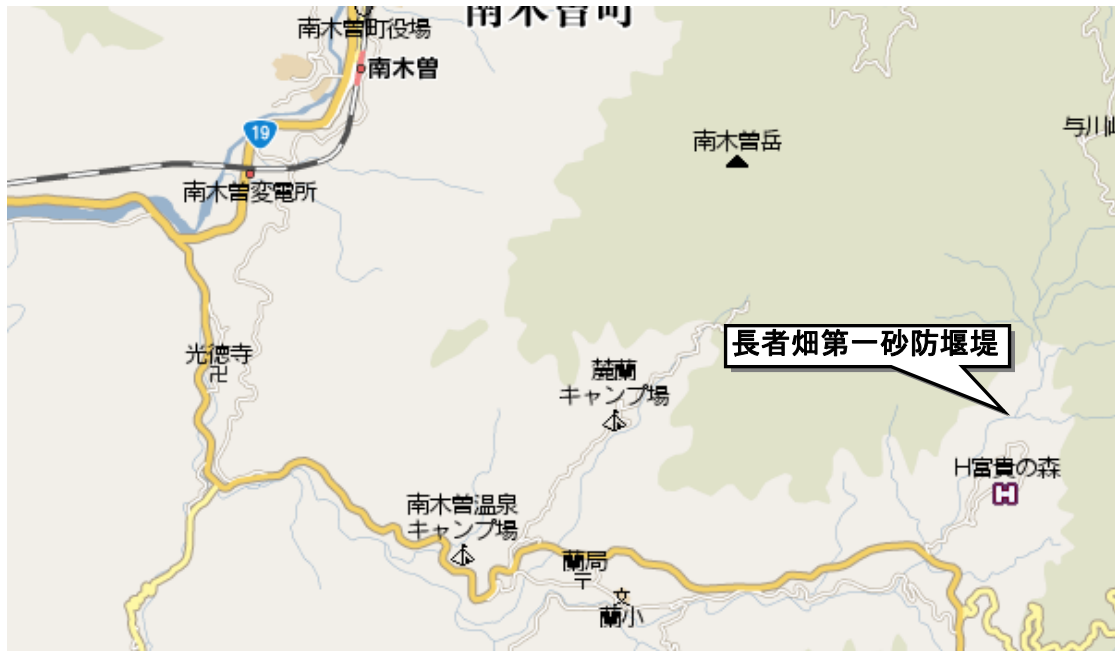 南木曽町
南木曽町役場
南木曽
19
南木曽岳
与川
南木曽変電所
長者畑第一砂防堰堤
光徳寺
卍
麓蘭
キャンプ場
H富貴の森
H
南木曽温泉
キャンプ場
蘭局
〒
文
蘭小